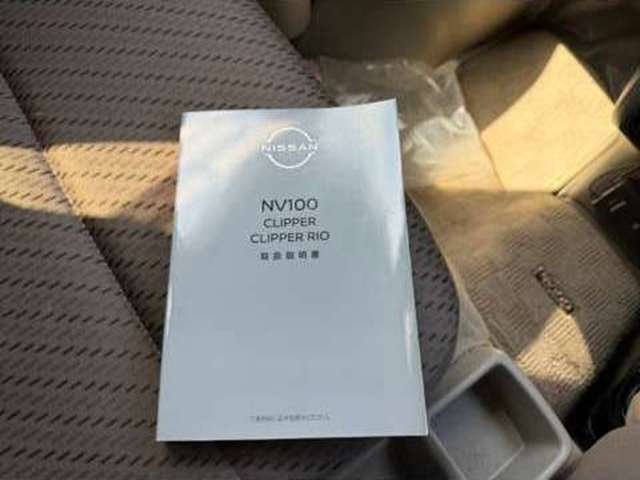 NISSAN
NV100
CLIPPER
CLIPPER RIO
取扱説明書